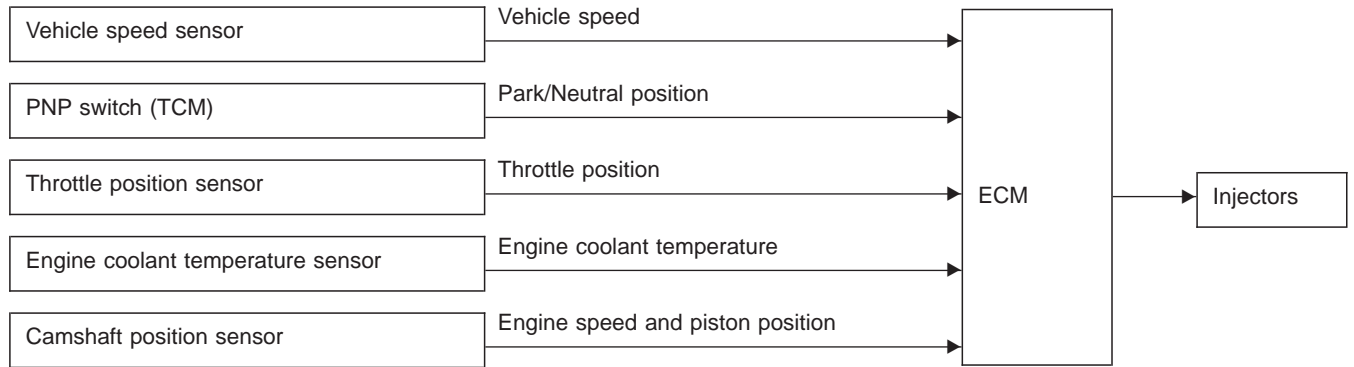 Vehicle speed sensor
Vehicle speed
PNP switch (TCM)
Park/Neutral position
Throttle position sensor
Throttle position
ECM
Injectors
Engine coolant temperature sensor
Engine coolant temperature
Camshaft position sensor
Engine speed and piston position